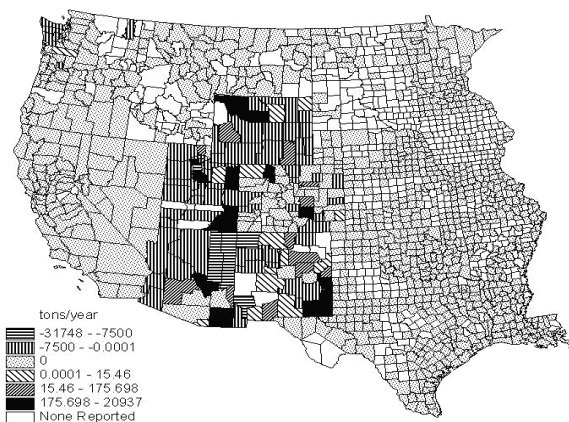 tons/year
-31748 - -7500
-7500 - -0.0001
0
0.0001 - 15.46
15.46 - 175.698
175.698 - 20937
None Reported